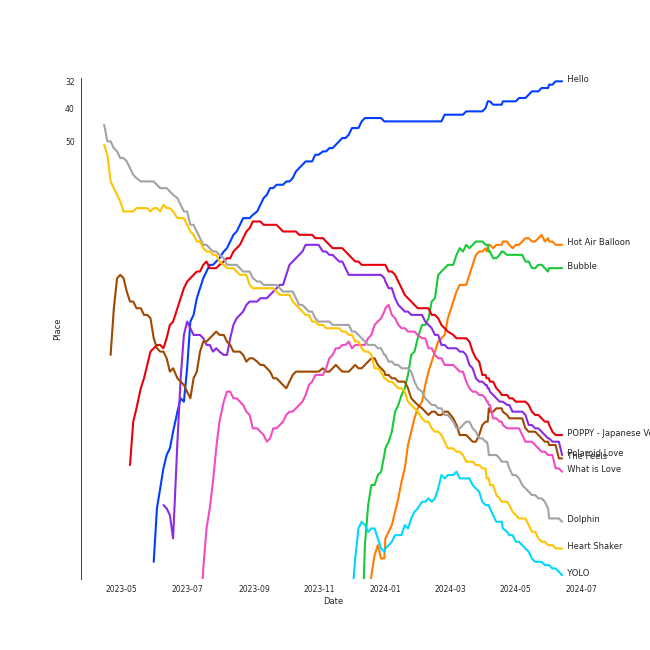 32
40
50
Place
Hello
Hot Air Balloon
Bubble
POPPY - Japanese Ve
Polaroid Love
The Feels
What is Love
Dolphin
Heart Shaker
YOLO
2023-05 2023-07 2023-09 2023-11 2024-01 2024-03 2024-05 2024-07
Date